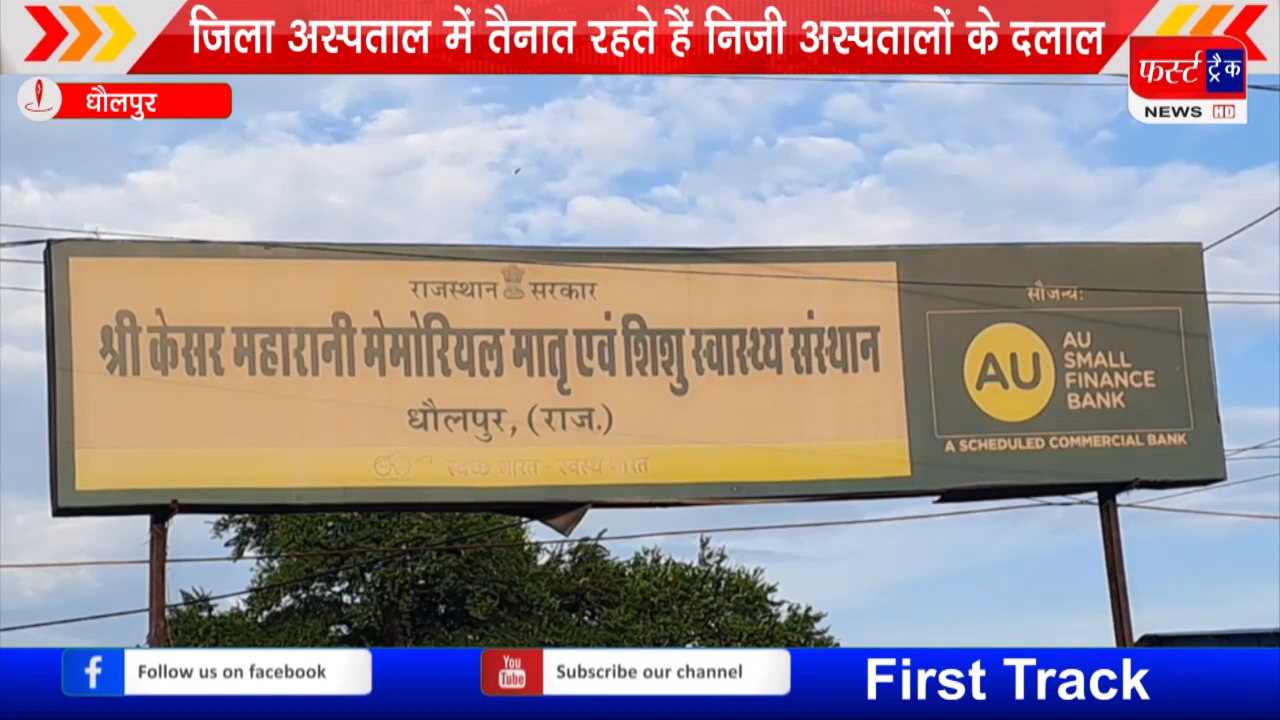 जिला अस्पताल में तैनात रहते हैं निजी अस्पतालों के दलाल
फर्स्ट ट्रैक
NEWS HD
धौलपुर
राजस्थान सरकार
श्री केसर महारानी मेमोरियल मातृ एवं शिशु स्वास्थ्य संस्थान
धौलपुर, (राज.)
स्वच्छ भारत - स्वस्थ भारत
सौजन्य:
AU
AU
SMALL
FINANCE
BANK
A SCHEDULED COMMERCIAL BANK
f
Follow us on facebook
You
Tube
Subscribe our channel
First Track